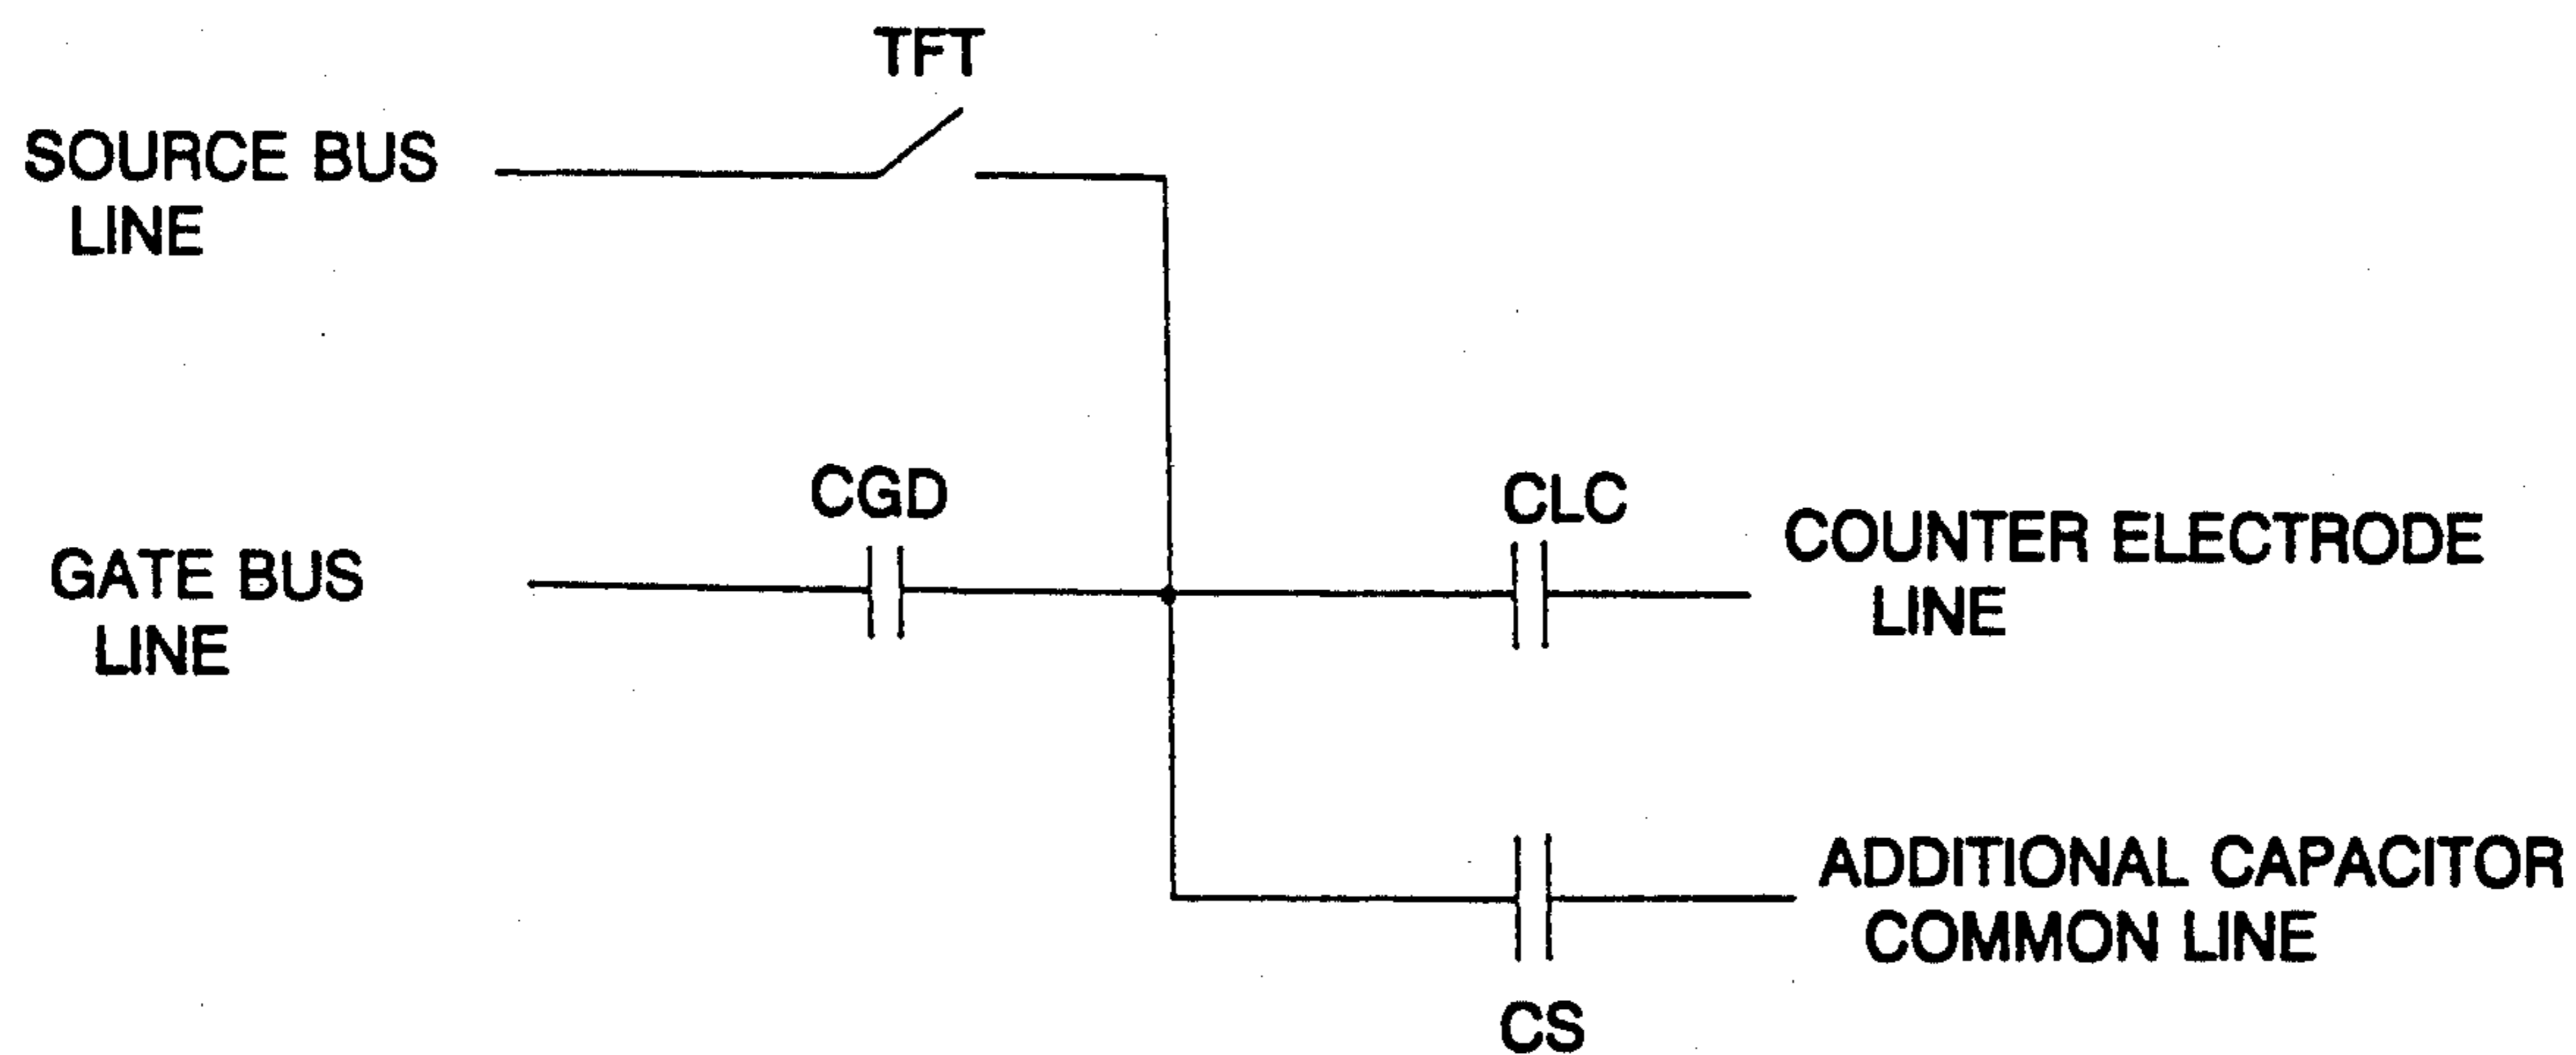 TFT
SOURCE BUS
LINE
CGD
GATE BUS
LINE
CLC
COUNTER ELECTRODE
LINE
ADDITIONAL CAPACITOR
COMMON LINE
CS